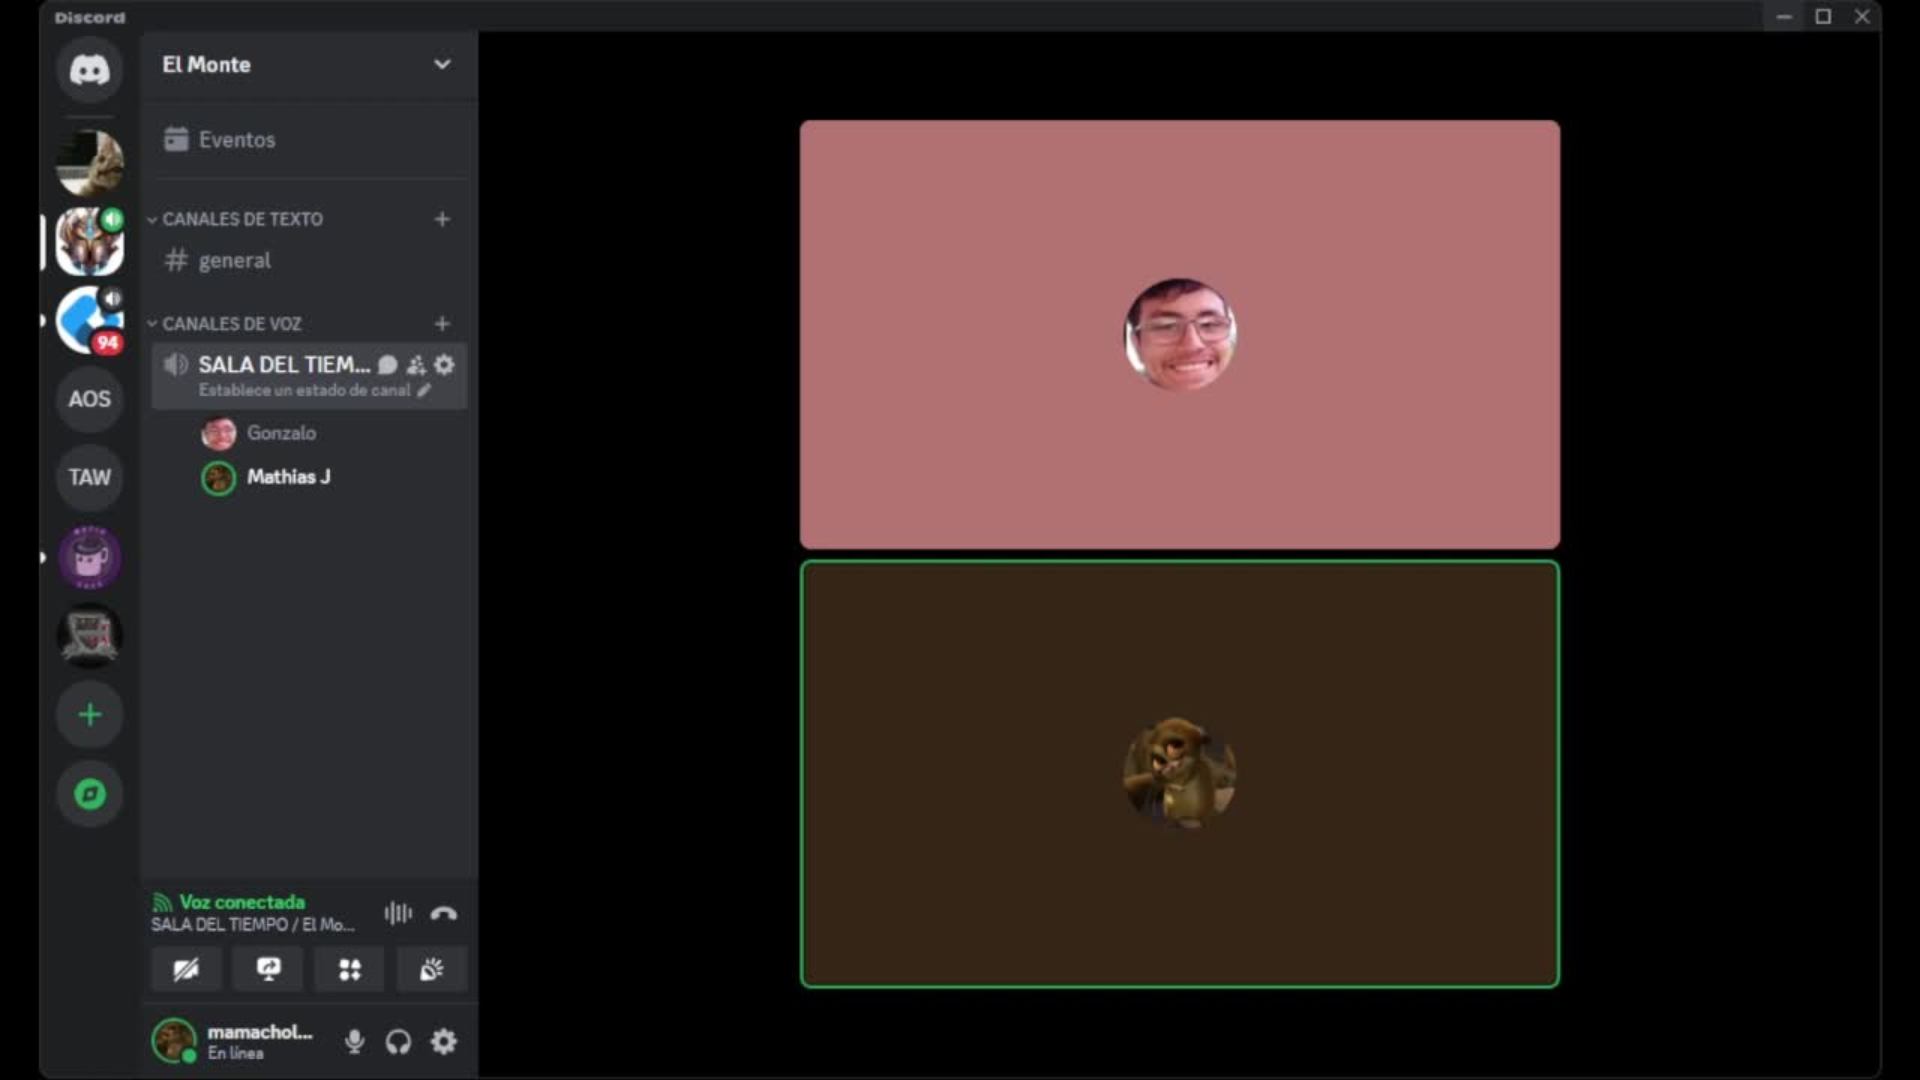 Discord
El Monte
Eventos
CANALES DE TEXTO
general
CANALES DE VOZ
94
SALA DEL TIEM...
Establece un estado de canal
AOS
Gonzalo
TAW
Mathias J
Voz conectada
SALA DEL TIEMPO / El Mo...
mamachol...
En línea